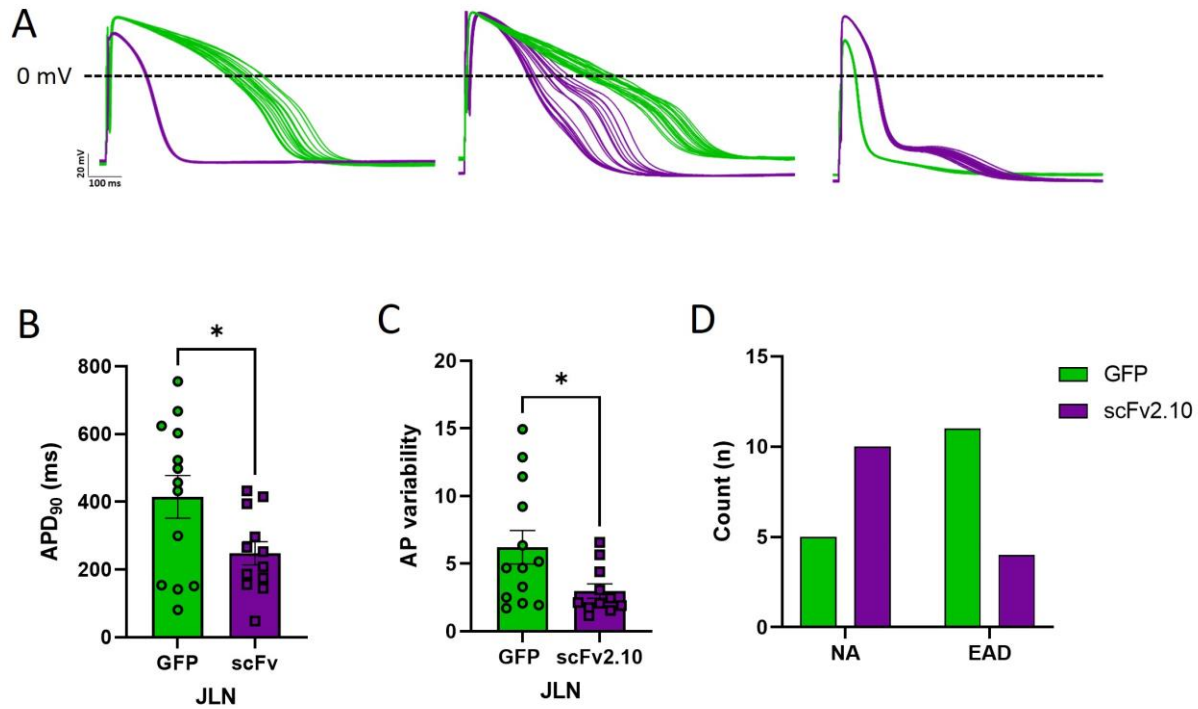 A
0 mV
20 mV
100 ms
B
*
800
600
400
200
0
APD₉₀ (ms)
GFP
scFv
JLN
C
*
20
15
10
5
0
AP variability
GFP
scFv2.10
JLN
D
15
10
5
0
Count (n)
NA
EAD
GFP
scFv2.10